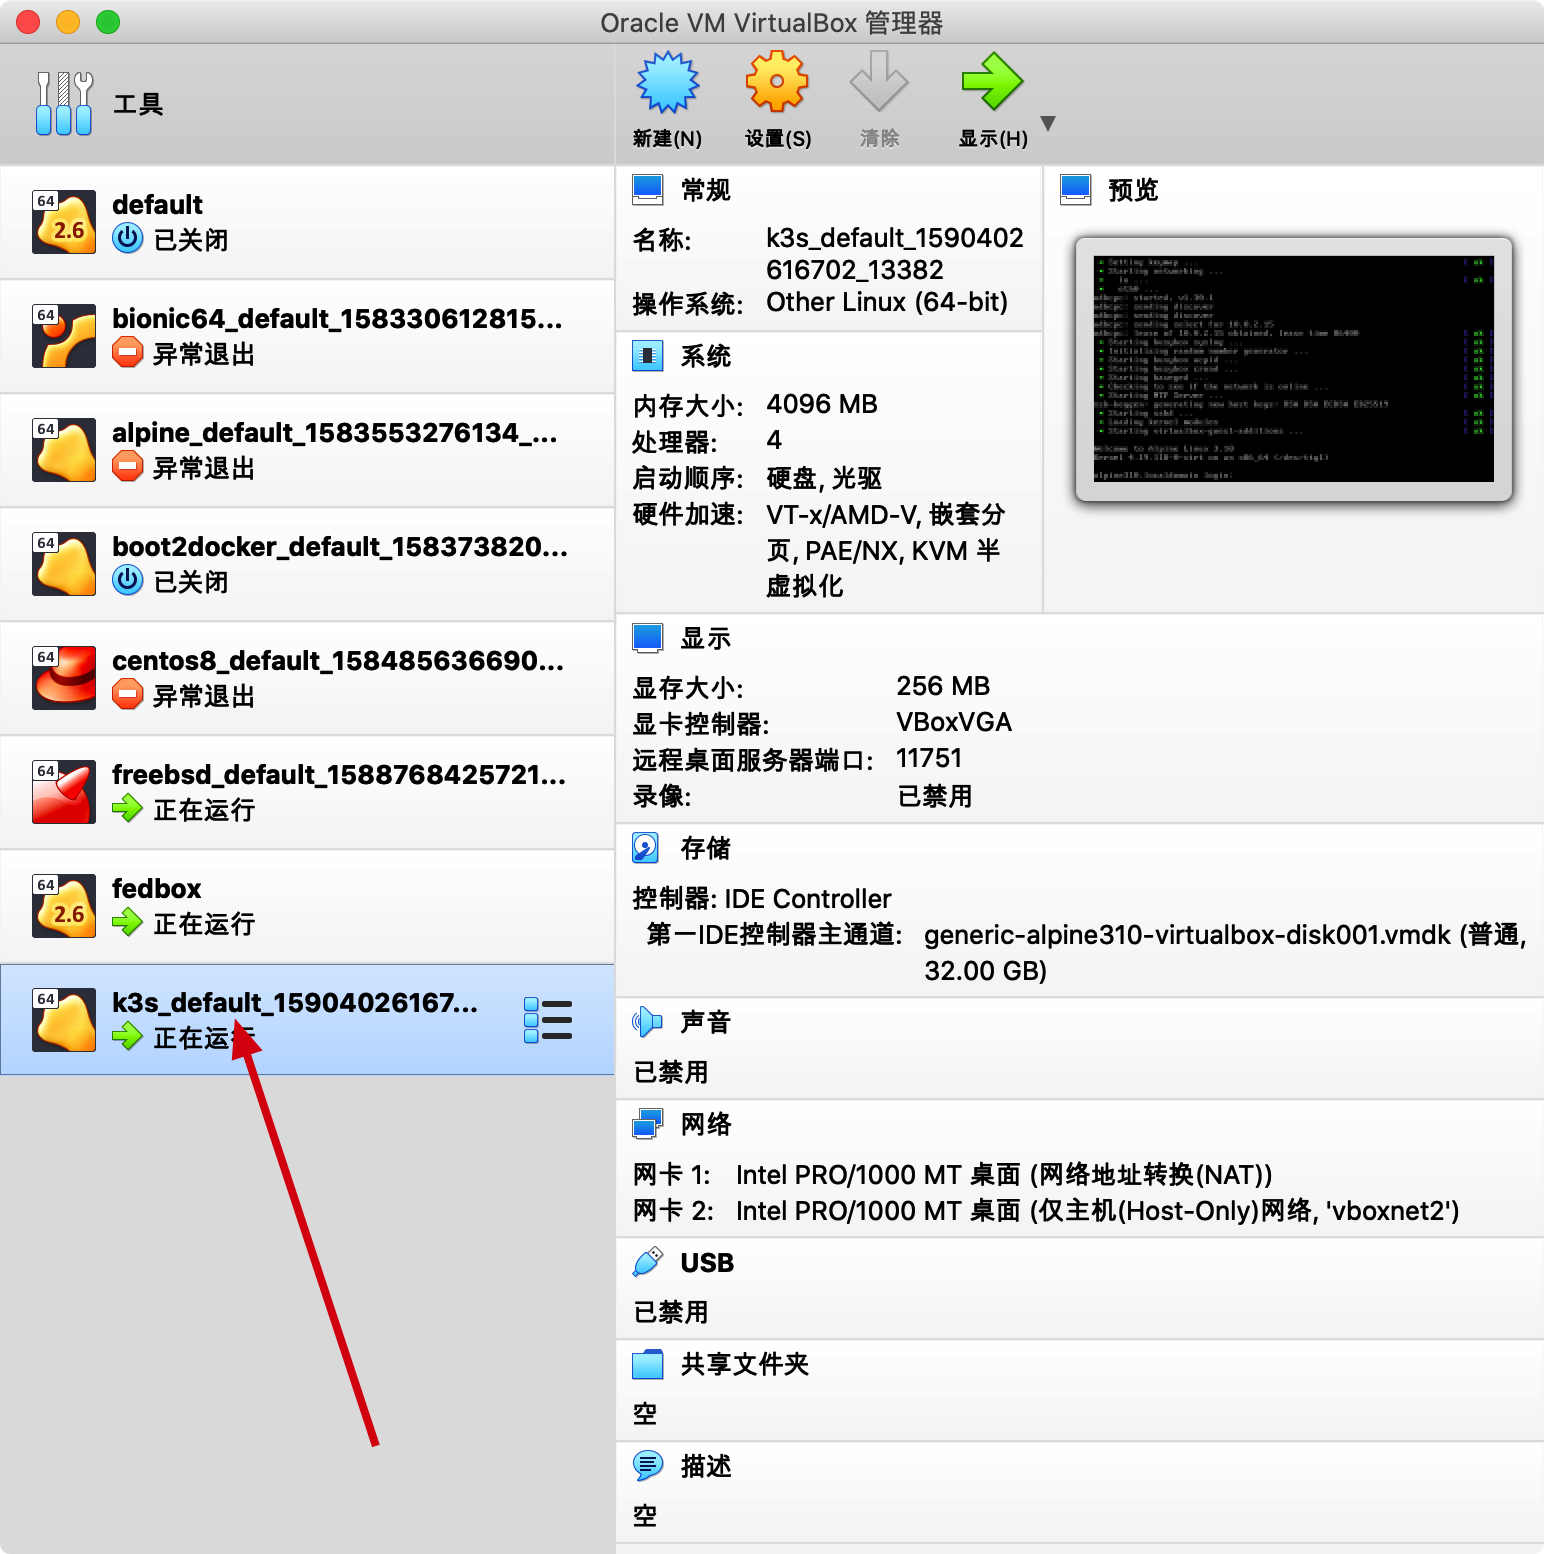 Oracle VM VirtualBox 管理器
工具
新建(N)
设置(S)
清除
显示(H)
64
2.6
default
已关闭
64
bionic64_default_158330612815...
异常退出
64
alpine_default_1583553276134_...
异常退出
64
boot2docker_default_158373820...
已关闭
64
centos8_default_158485636690...
异常退出
64
freebsd_default_1588768425721...
正在运行
64
2.6
fedbox
正在运行
64
k3s_default_15904026167...
正在运行
常规
名称: k3s_default_1590402
616702_13382
操作系统: Other Linux (64-bit)
预览
系统
内存大小: 4096 MB
处理器: 4
启动顺序: 硬盘, 光驱
硬件加速: VT-x/AMD-V, 嵌套分
页, PAE/NX, KVM 半
虚拟化
显示
显存大小: 256 MB
显卡控制器: VBoxVGA
远程桌面服务器端口: 11751
录像: 已禁用
存储
控制器: IDE Controller
第一IDE控制器主通道: generic-alpine310-virtualbox-disk001.vmdk (普通,
32.00 GB)
声音
已禁用
网络
网卡 1: Intel PRO/1000 MT 桌面 (网络地址转换(NAT))
网卡 2: Intel PRO/1000 MT 桌面 (仅主机(Host-Only)网络, 'vboxnet2')
USB
已禁用
共享文件夹
空
描述
空